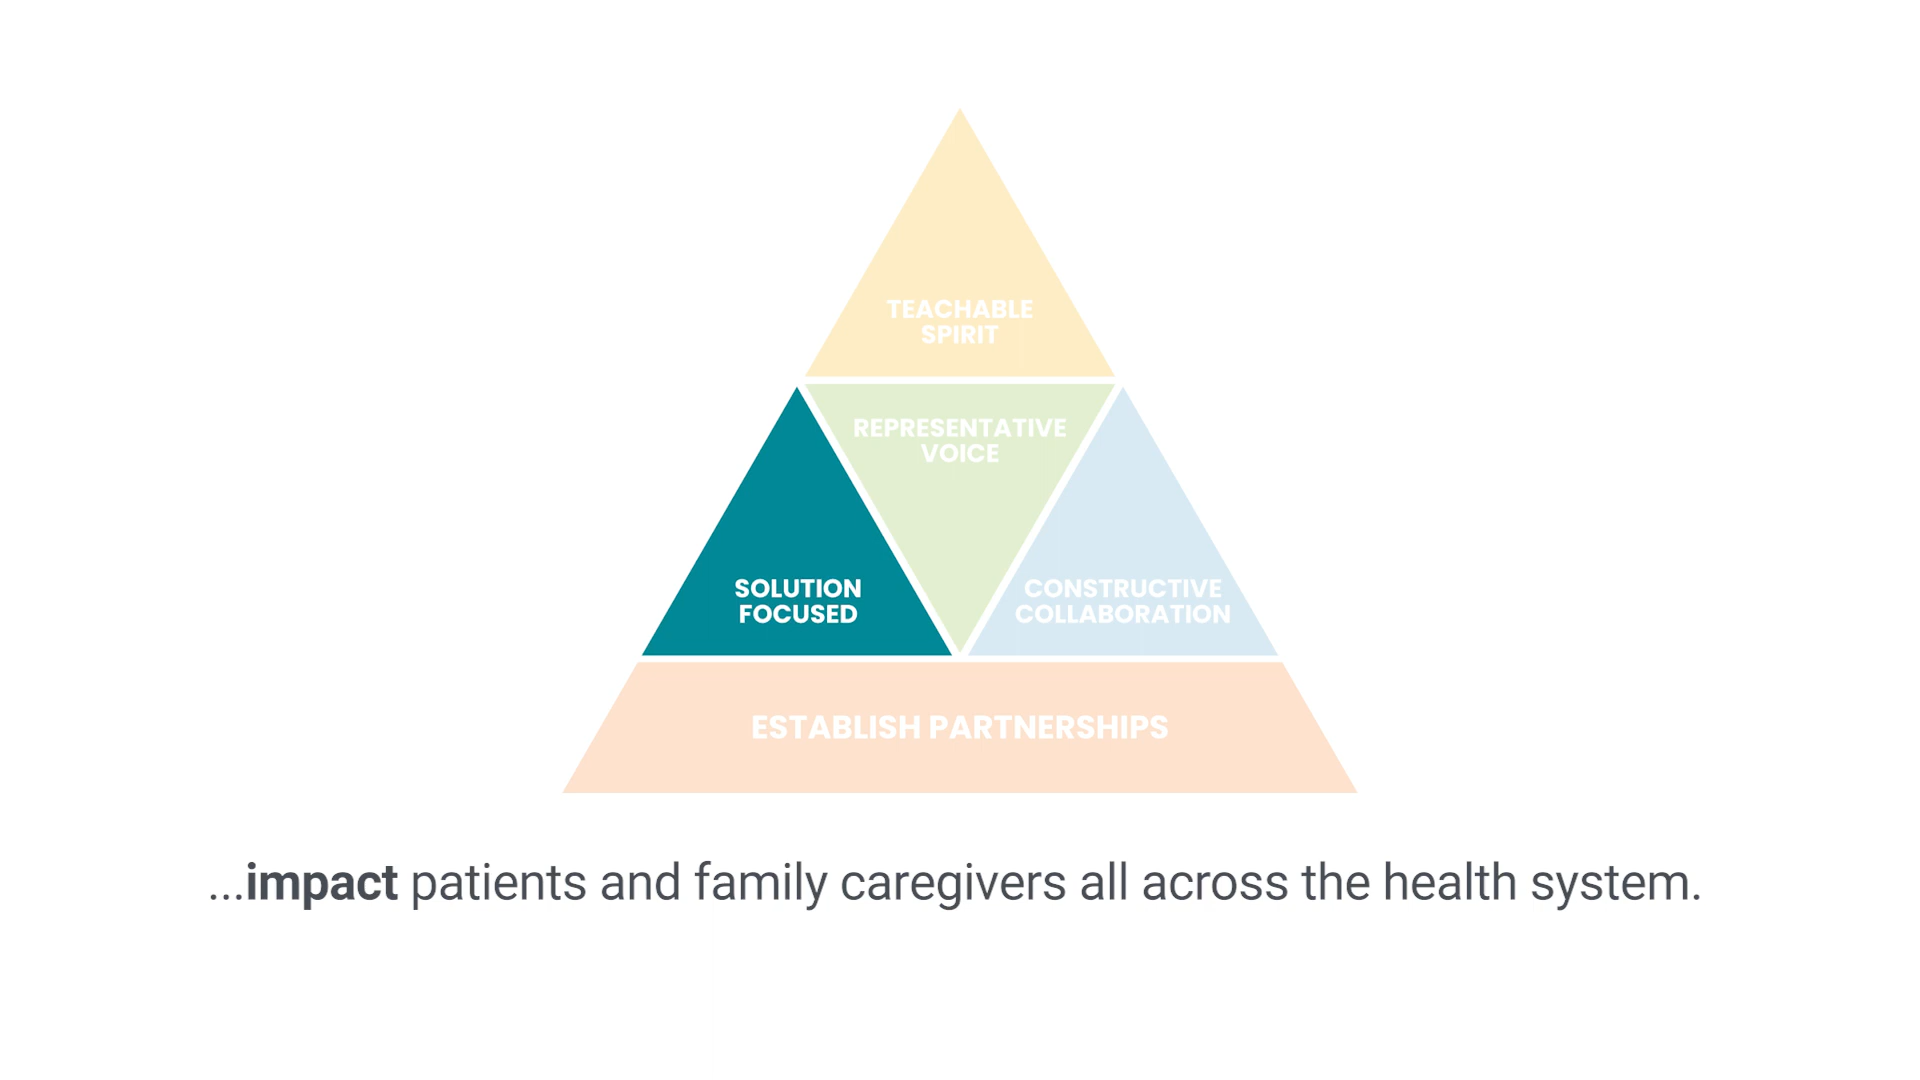 TEACHABLE
SPIRIT
REPRESENTATIVE
VOICE
SOLUTION
FOCUSED
CONSTRUCTIVE
COLLABORATION
ESTABLISH PARTNERSHIPS
...impact patients and family caregivers all across the health system.